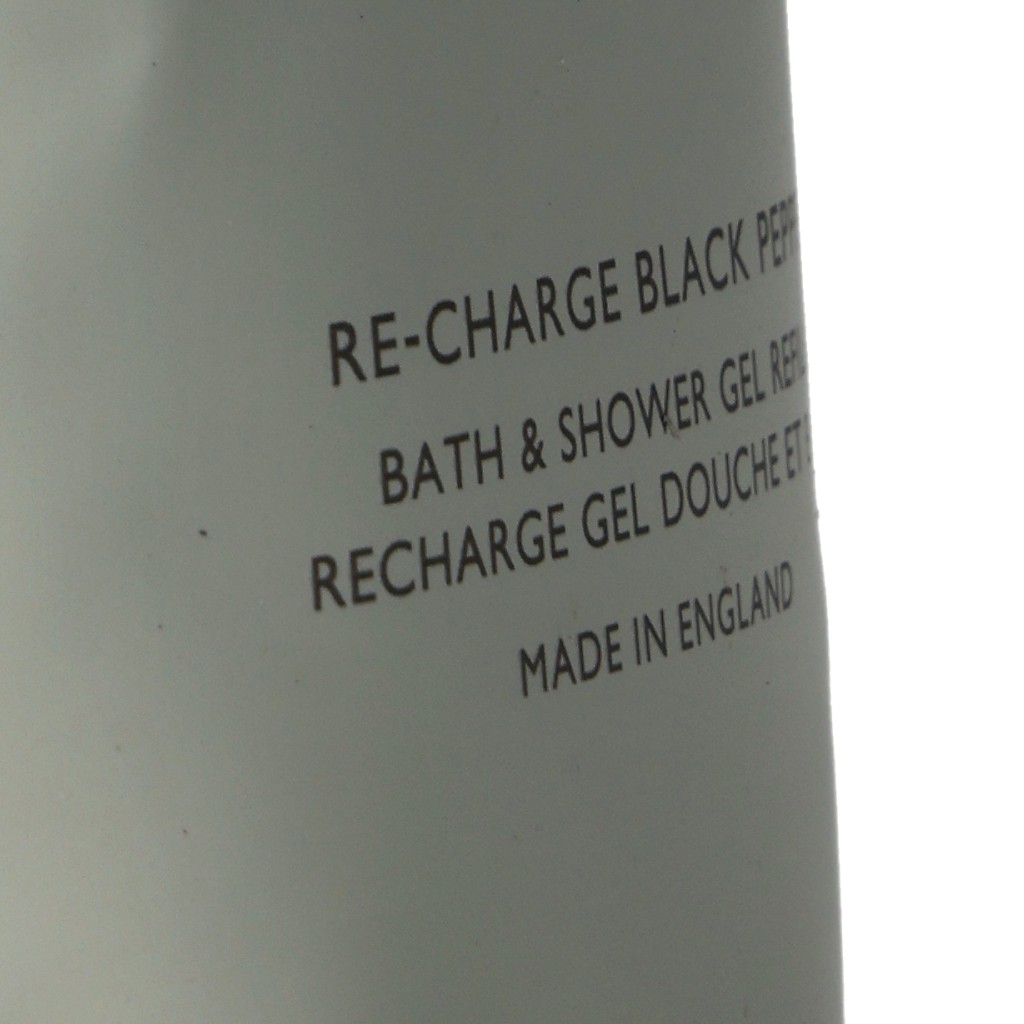 RE-CHARGE BLACK
BATH & SHOWER GEL
RECHARGE GEL DOUCHE ET
MADE IN ENGLAND